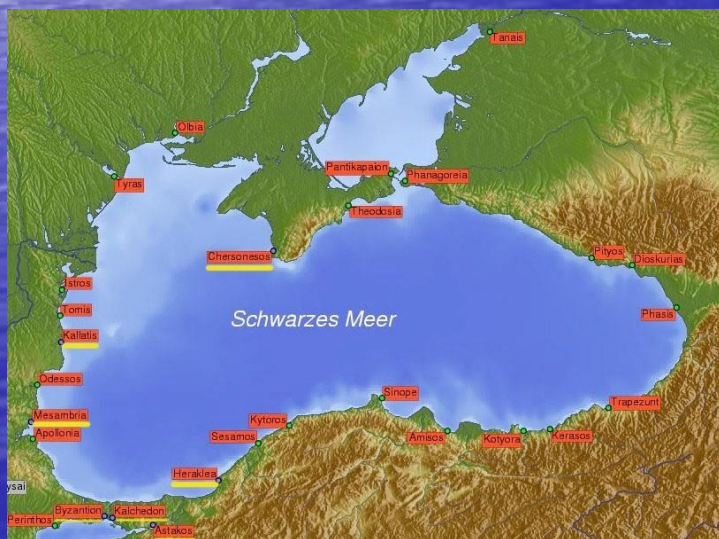 Tanais
Olbia
Pantikapaion
Phanagoreia
Tyras
Theodosia
Pityos
Chersonesos
Dioskurias
Istros
Phasis
Tomis
Schwarzes Meer
Kallatis
Odessos
Sinope
Trapezunt
Mesambria
Kytoros
Apollonia
Sesamos
Amisos
Kotyora
Kerasos
Heraklea
ysai
Byzantion
Kalchedon
Perinthos
Astakos